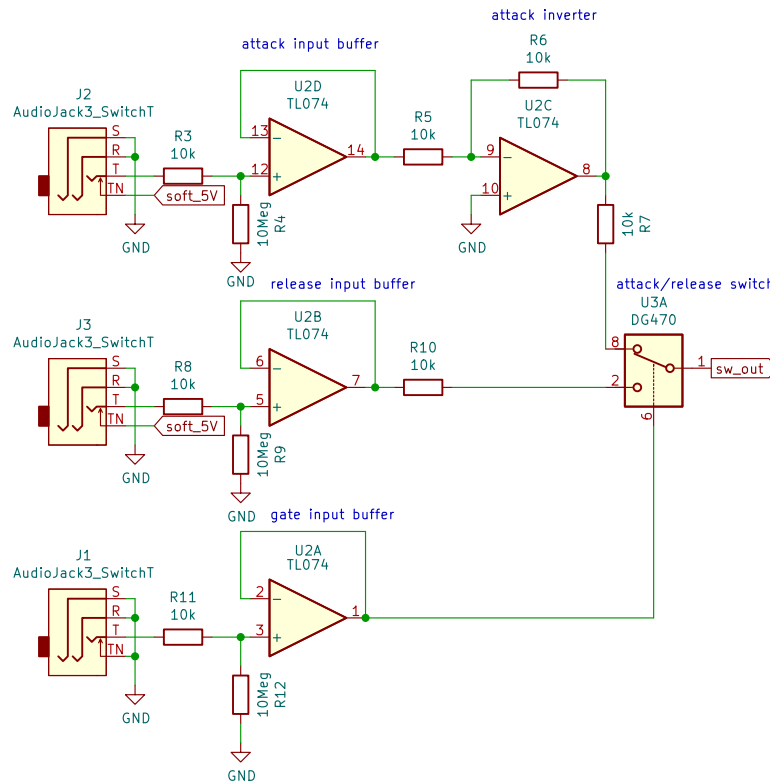 attack inverter
attack input buffer
R6
10k
J2
AudioJack3_SwitchT
U2D
TL074
U2C
TL074
S
R
T
TN
R3
10k
soft_5V
13
12
14
R5
10k
9
10
8
GND
10Meg
R4
GND
GND
10k
R7
release input buffer
attack/release switch
U3A
DG470
J3
AudioJack3_SwitchT
U2B
TL074
S
R
T
TN
R8
10k
soft_5V
6
5
7
R10
10k
8
2
1
6
sw_out
GND
10Meg
R9
GND
gate input buffer
J1
AudioJack3_SwitchT
U2A
TL074
S
R
T
TN
R11
10k
2
3
1
GND
10Meg
R12
GND